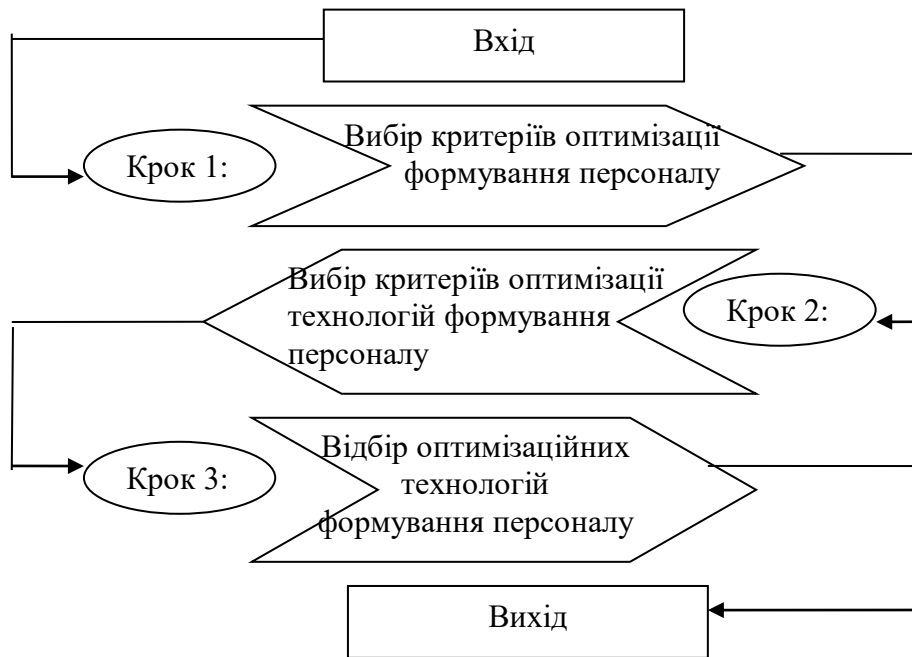 Вхід
Крок 1:
Вибір критеріїв оптимізації
формування персоналу
Вибір критеріїв оптимізації
технологій формування
персоналу
Крок 2:
Крок 3:
Відбір оптимізаційних
технологій
формування персоналу
Вихід